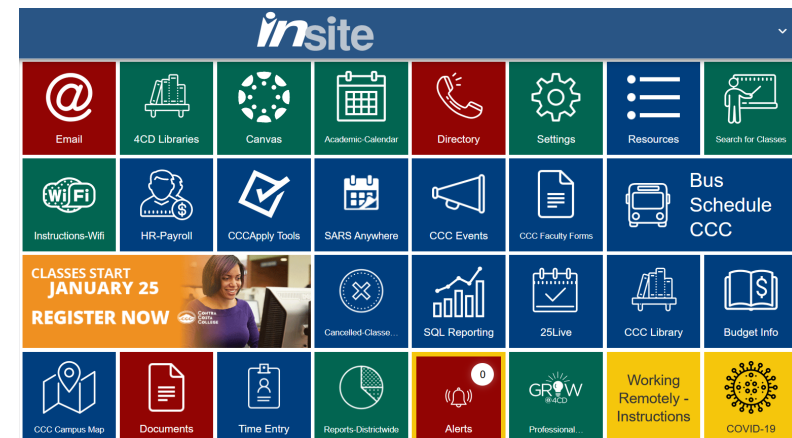 insite
@
Email
4CD Libraries
Canvas
Academic-Calendar
Directory
Settings
Resources
Search for Classes
WiFi
Instructions-Wifi
$
HR-Payroll
CCCApply Tools
SARS Anywhere
CCC Events
CCC Faculty Forms
Bus
Schedule
CCC
CLASSES START
JANUARY 25
REGISTER NOW
CONTRA
COSTA
COLLEGE
Cancelled-Classe...
SQL Reporting
25Live
CCC Library
$
Budget Info
CCC Campus Map
Documents
Time Entry
Reports-Districtwide
0
Alerts
GROW
@4CD
Professional...
Working
Remotely -
Instructions
COVID-19